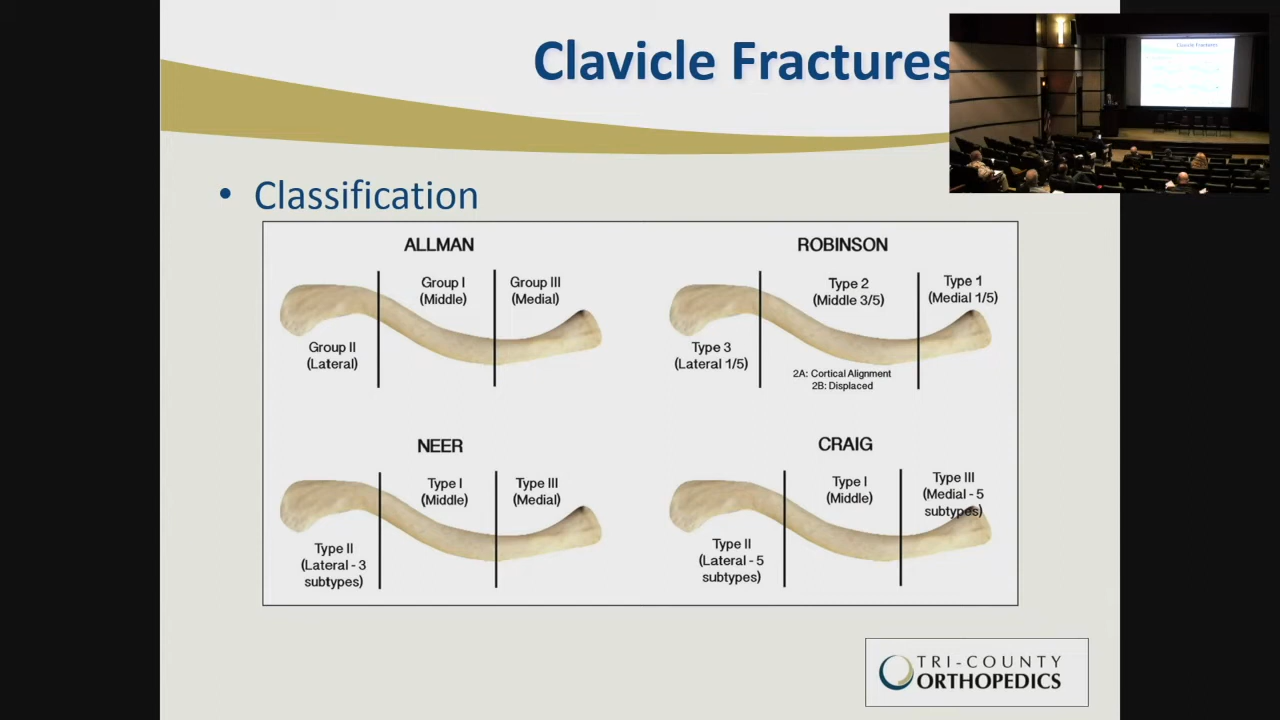 Clavicle Fractures
• Classification
ALLMAN
Group I
(Middle)
Group III
(Medial)
Group II
(Lateral)
ROBINSON
Type 2
(Middle 3/5)
Type 1
(Medial 1/5)
Type 3
(Lateral 1/5)
2A: Cortical Alignment
2B: Displaced
NEER
Type I
(Middle)
Type III
(Medial)
Type II
(Lateral - 3
subtypes)
CRAIG
Type I
(Middle)
Type III
(Medial - 5
subtypes)
Type II
(Lateral - 5
subtypes)
TRI-COUNTY
ORTHOPEDICS
Clavicle Fractures